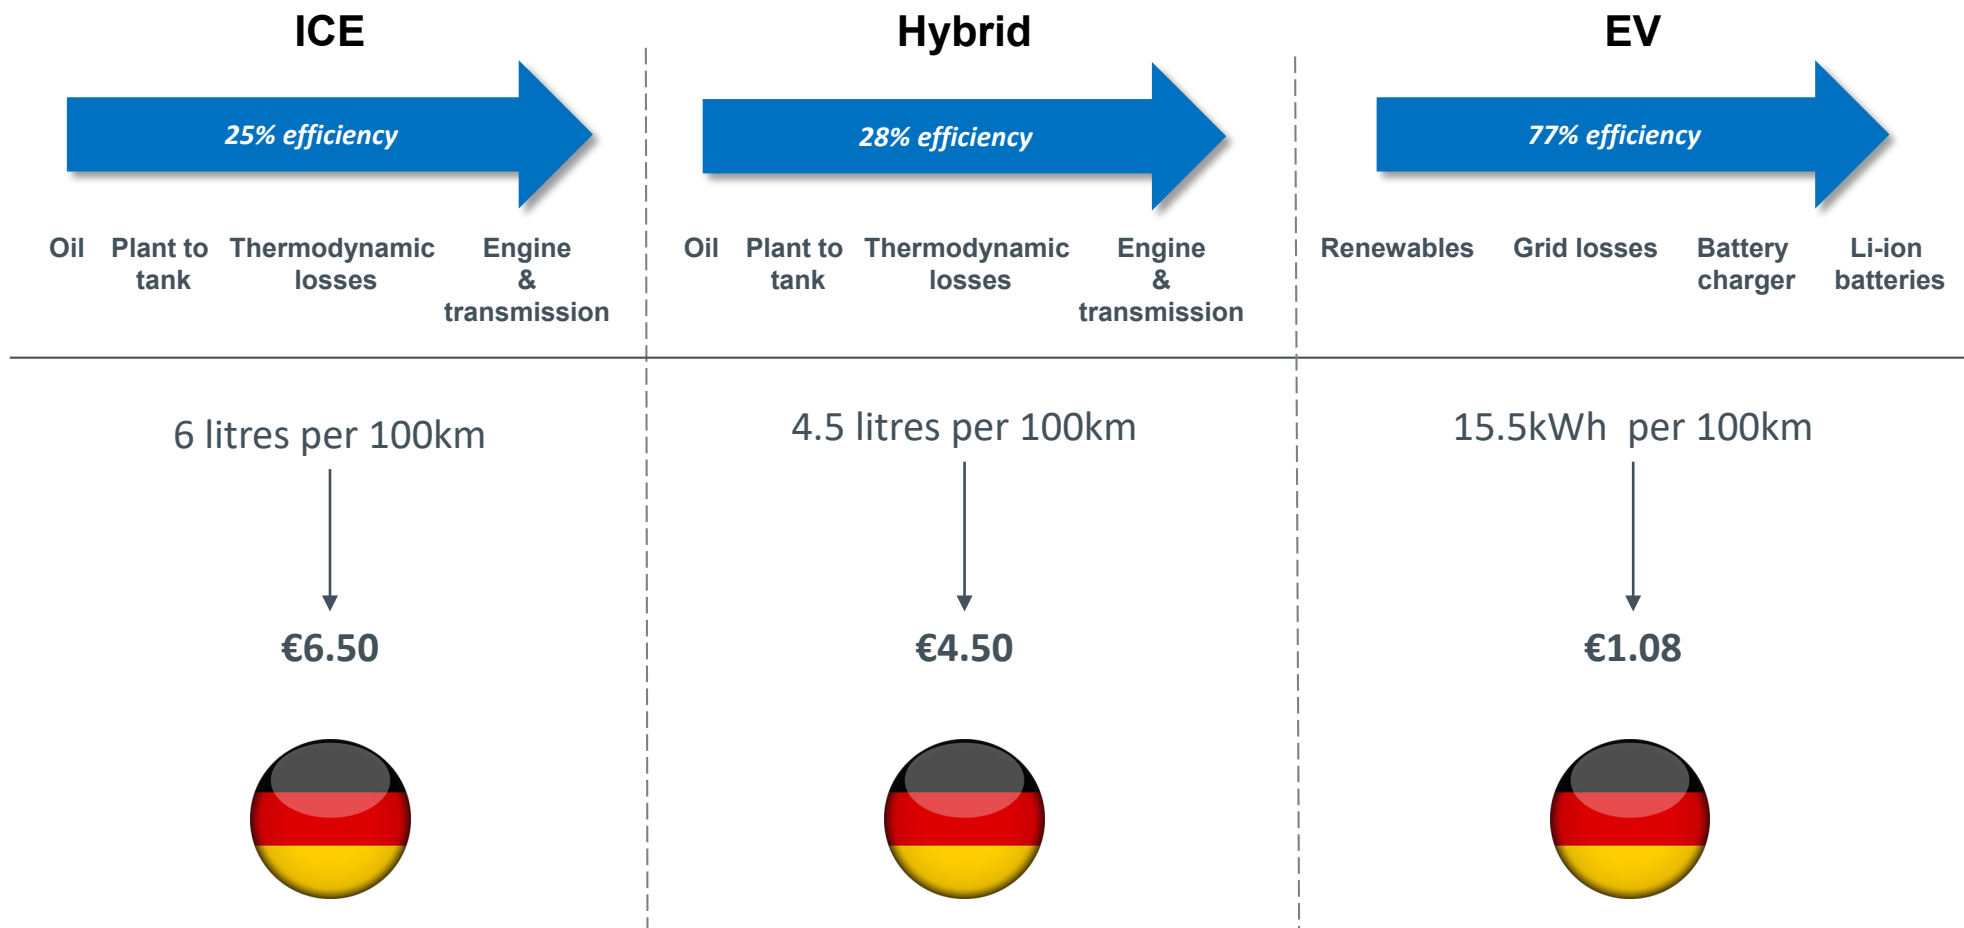 ICE
25% efficiency
Oil
Plant to
tank
Thermodynamic
losses
Engine
&
transmission
6 litres per 100km
€6.50
Hybrid
28% efficiency
Oil
Plant to
tank
Thermodynamic
losses
Engine
&
transmission
4.5 litres per 100km
€4.50
EV
77% efficiency
Renewables
Grid losses
Battery
charger
Li-ion
batteries
15.5kWh  per 100km
€1.08